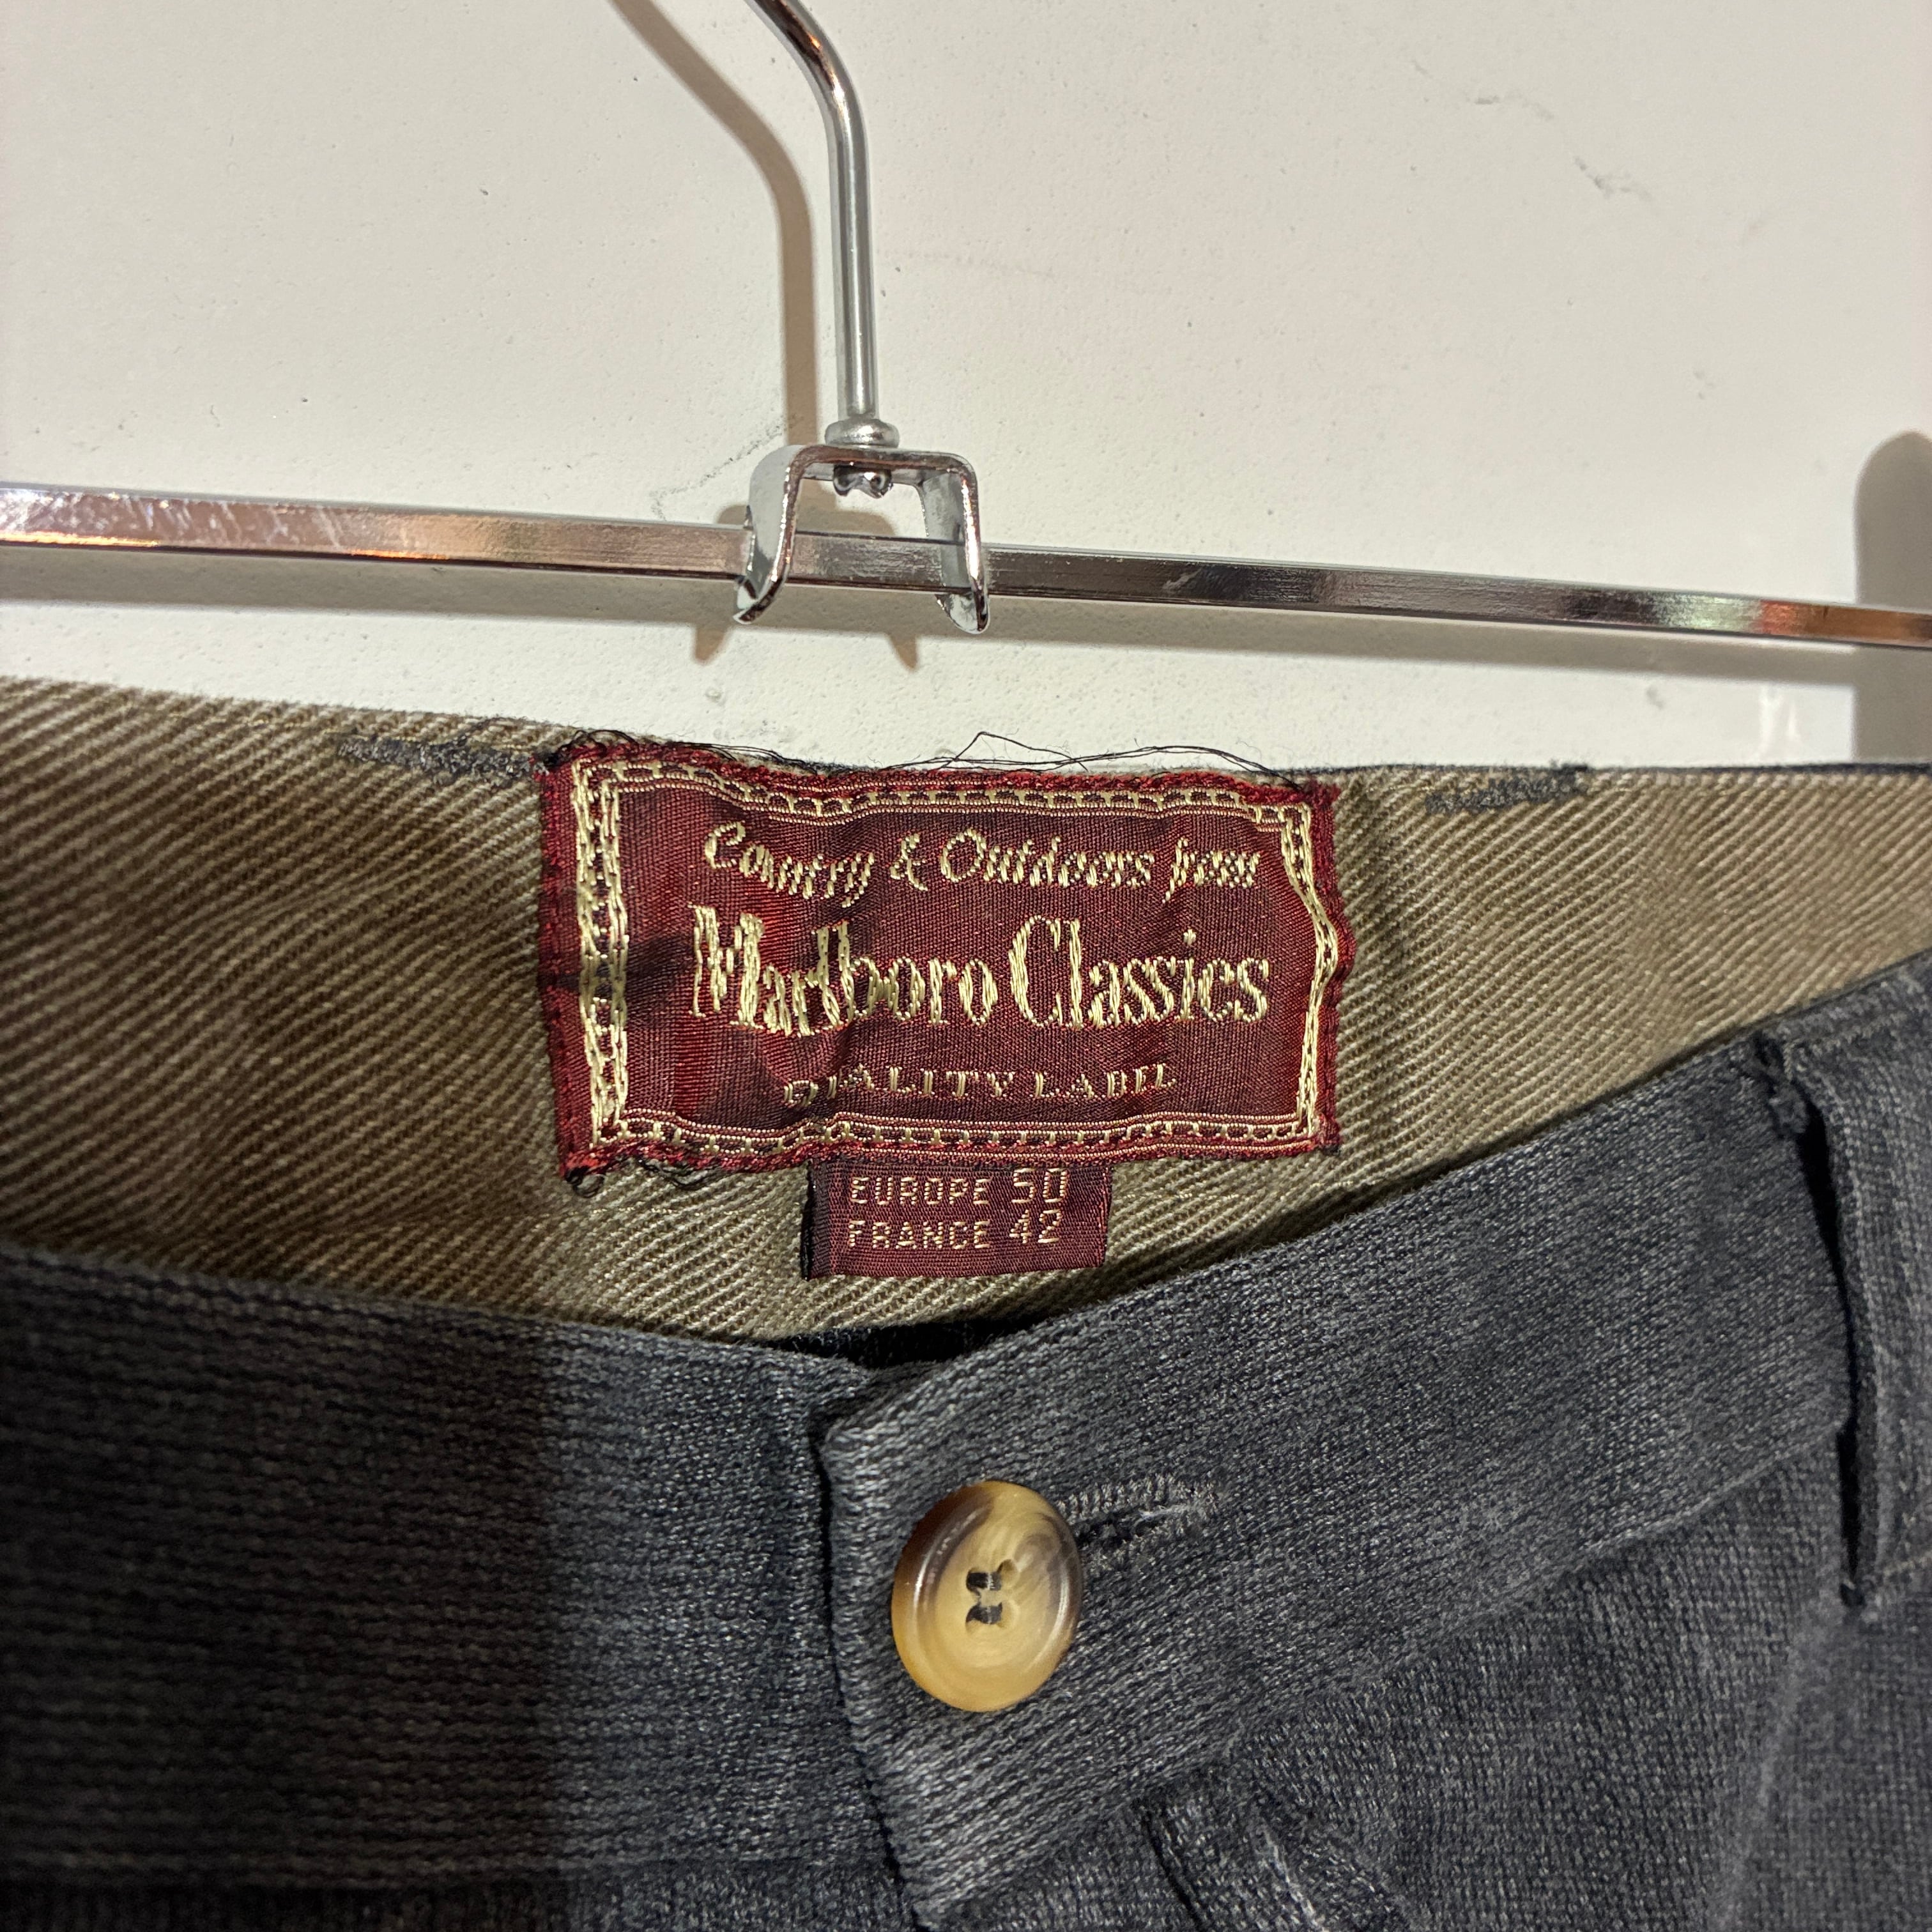 Country & Outdoors from
Marlboro Classics
QUALITY LABEL
EUROPE 50
FRANCE 42